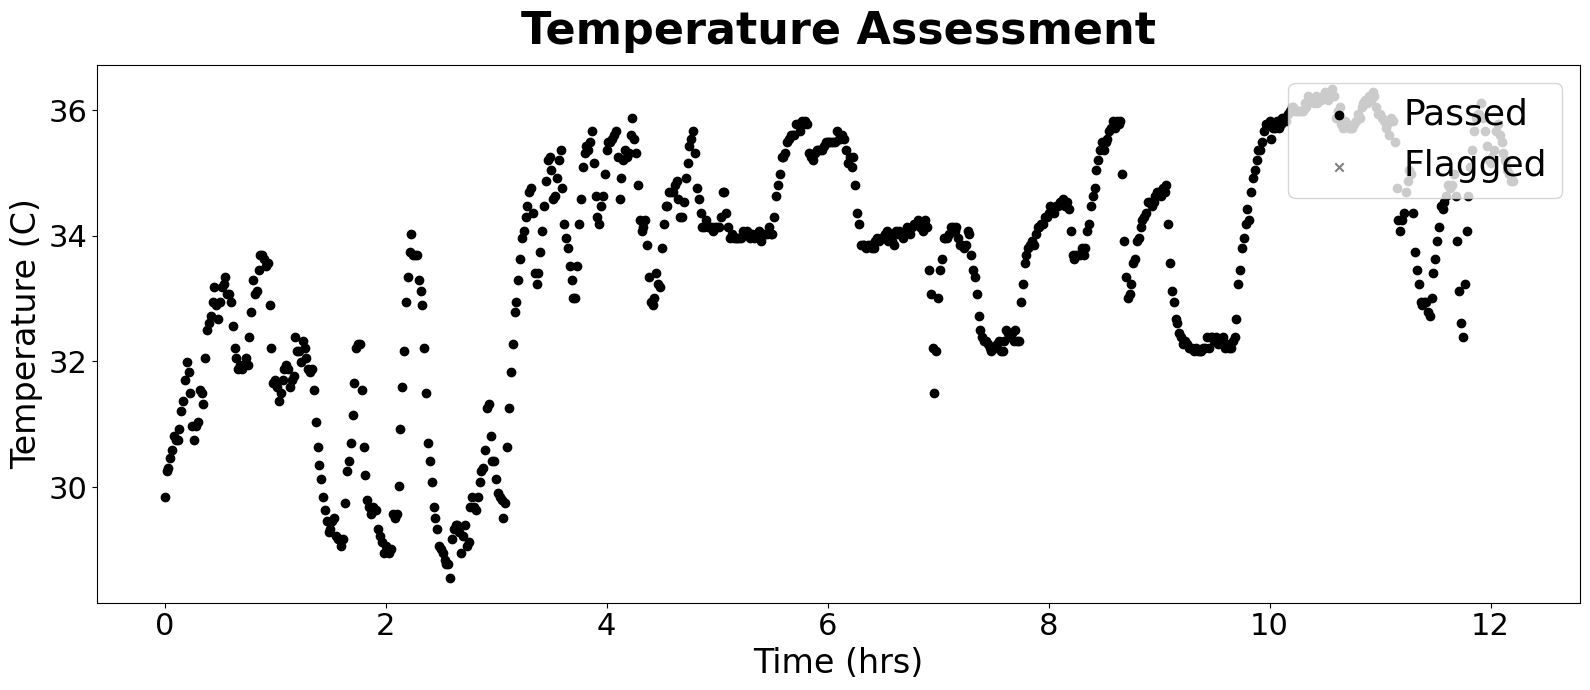 Temperature Assessment
Temperature (C)
36
34
32
30
Passed
Flagged
0 2 4 6 8 10 12
Time (hrs)